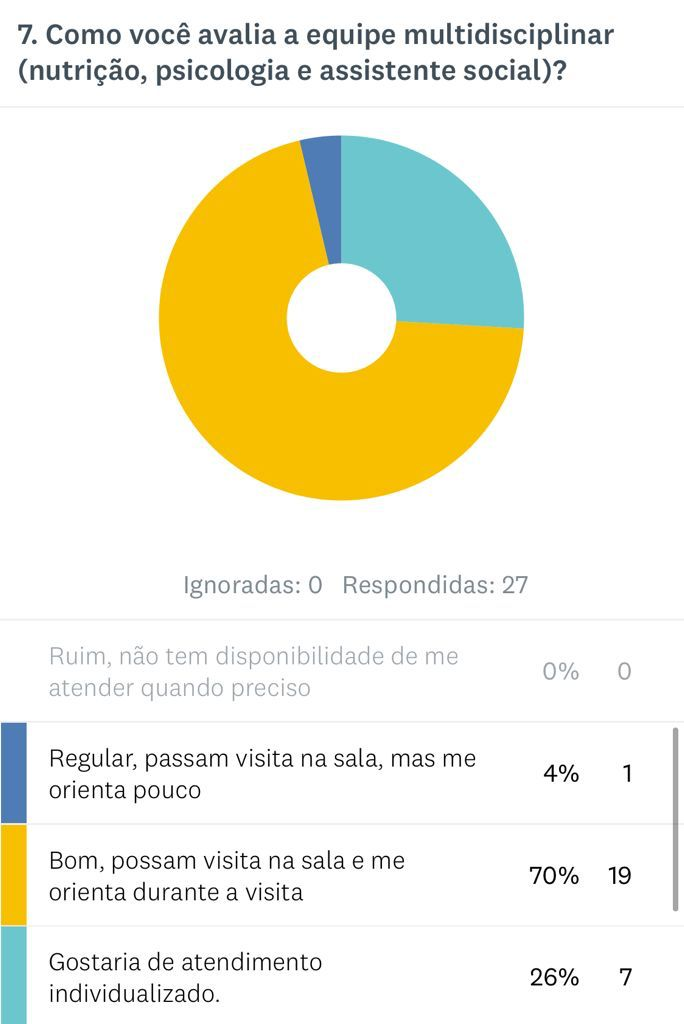 7. Como você avalia a equipe multidisciplinar
(nutrição, psicologia e assistente social)?
Ignoradas: 0 Respondidas: 27
Ruim, não tem disponibilidade de me
atender quando preciso
0% 0
Regular, passam visita na sala, mas me
orienta pouco
4% 1
Bom, possam visita na sala e me
orienta durante a visita
70% 19
Gostaria de atendimento
individualizado.
26% 7